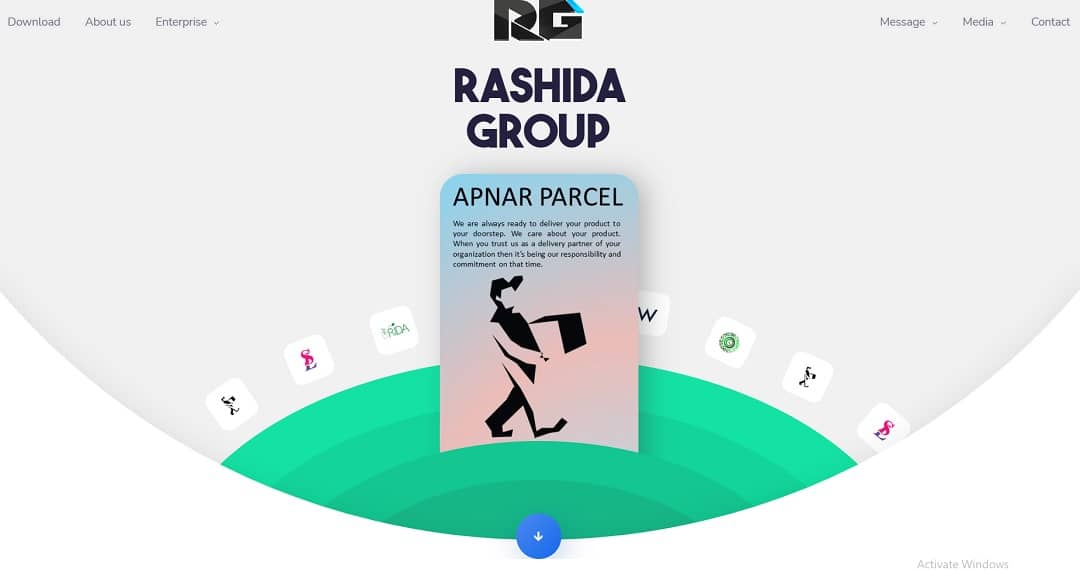 Download
About us
Enterprise
RG
Message
Media
Contact
RASHIDA
GROUP
APNAR PARCEL
We are always ready to deliver your product to
your doorstep. We care about your product.
When you trust us as a delivery partner of your
organization then it's being our responsibility and
commitment on that time.
RIDA
W
Activate Windows